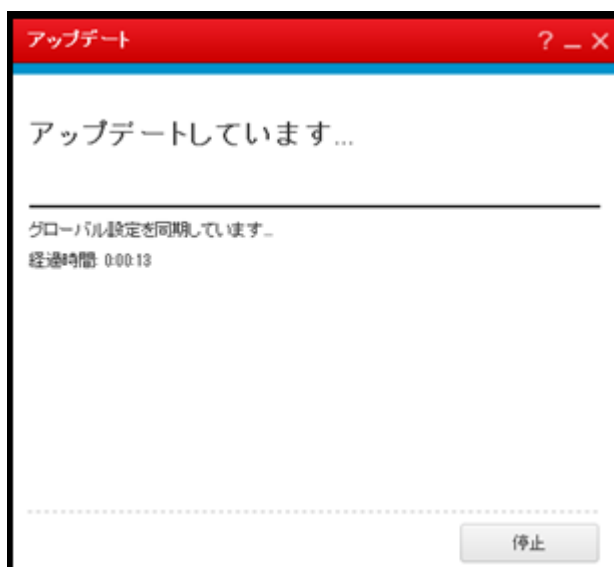 アップデート
? _ ×
アップデートしています...
グローバル設定を同期しています...
経過時間: 0:00:13
停止